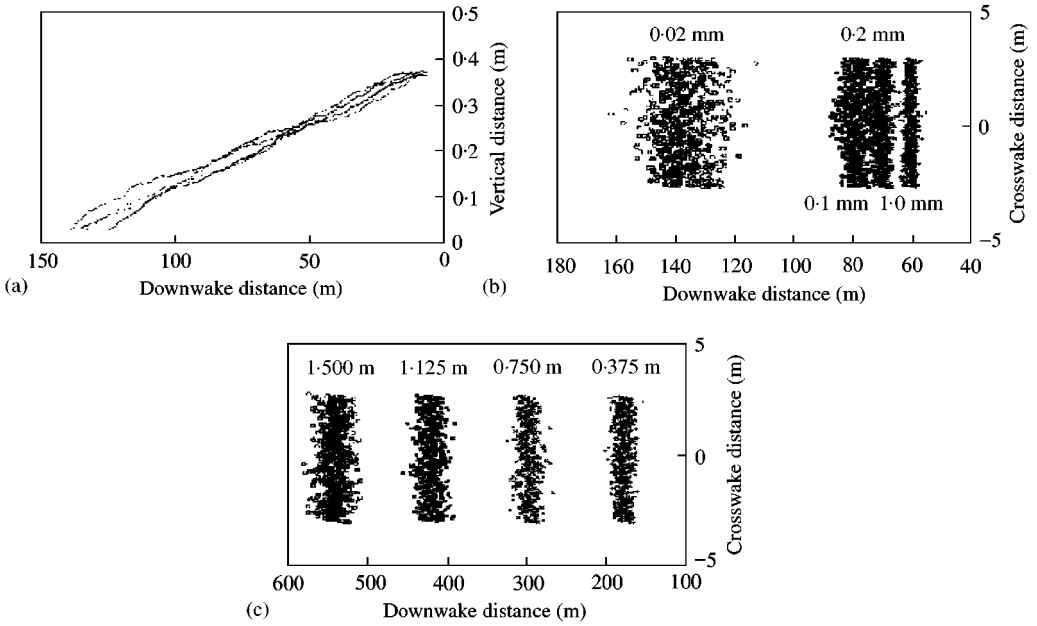 0·5
0·4
0·3
0·2
0·1
0
Vertical distance (m)
150
100
50
0
Downwake distance (m)
(a)
0·02 mm
0·2 mm
0·1 mm
1·0 mm
5
0
−5
Crosswake distance (m)
180
160
140
120
100
80
60
40
Downwake distance (m)
(b)
1·500 m
1·125 m
0·750 m
0·375 m
5
0
−5
Crosswake distance (m)
600
500
400
300
200
100
Downwake distance (m)
(c)